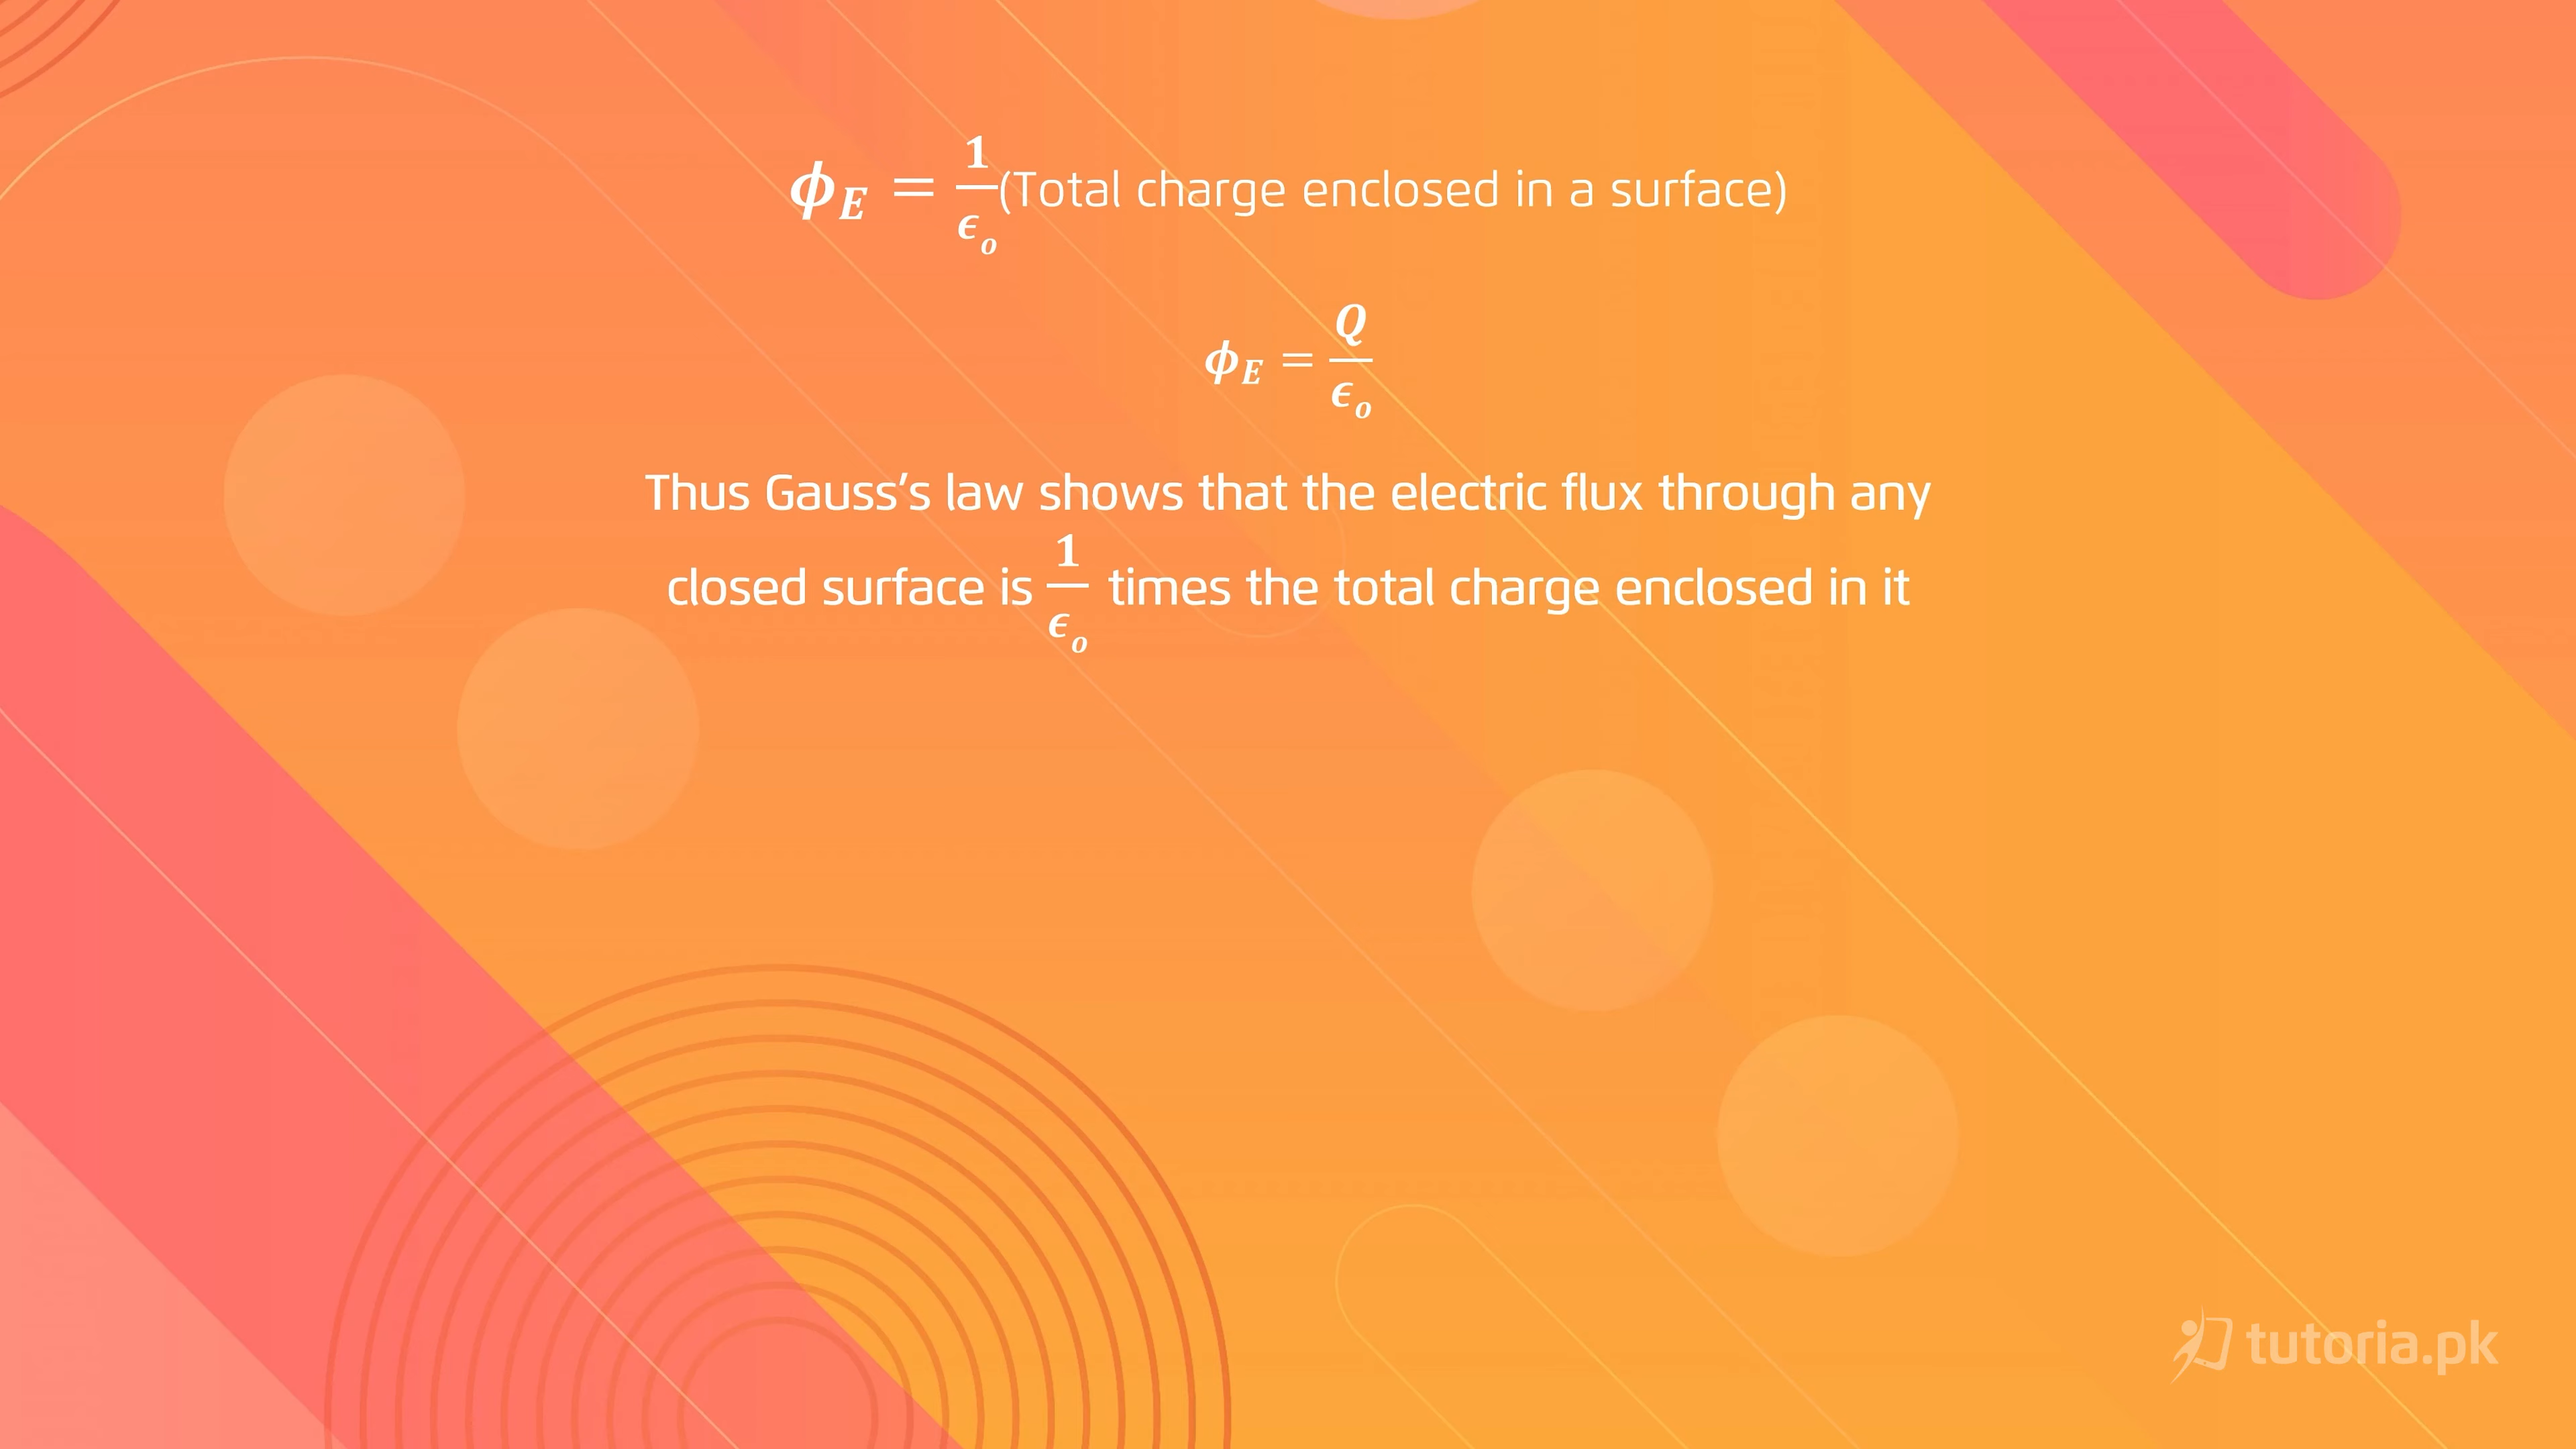 ϕ_E = 1/ϵ_o (Total charge enclosed in a surface)
ϕ_E = Q/ϵ_o
Thus Gauss’s law shows that the electric flux through any
closed surface is 1/ϵ_o times the total charge enclosed in it
tutoria.pk